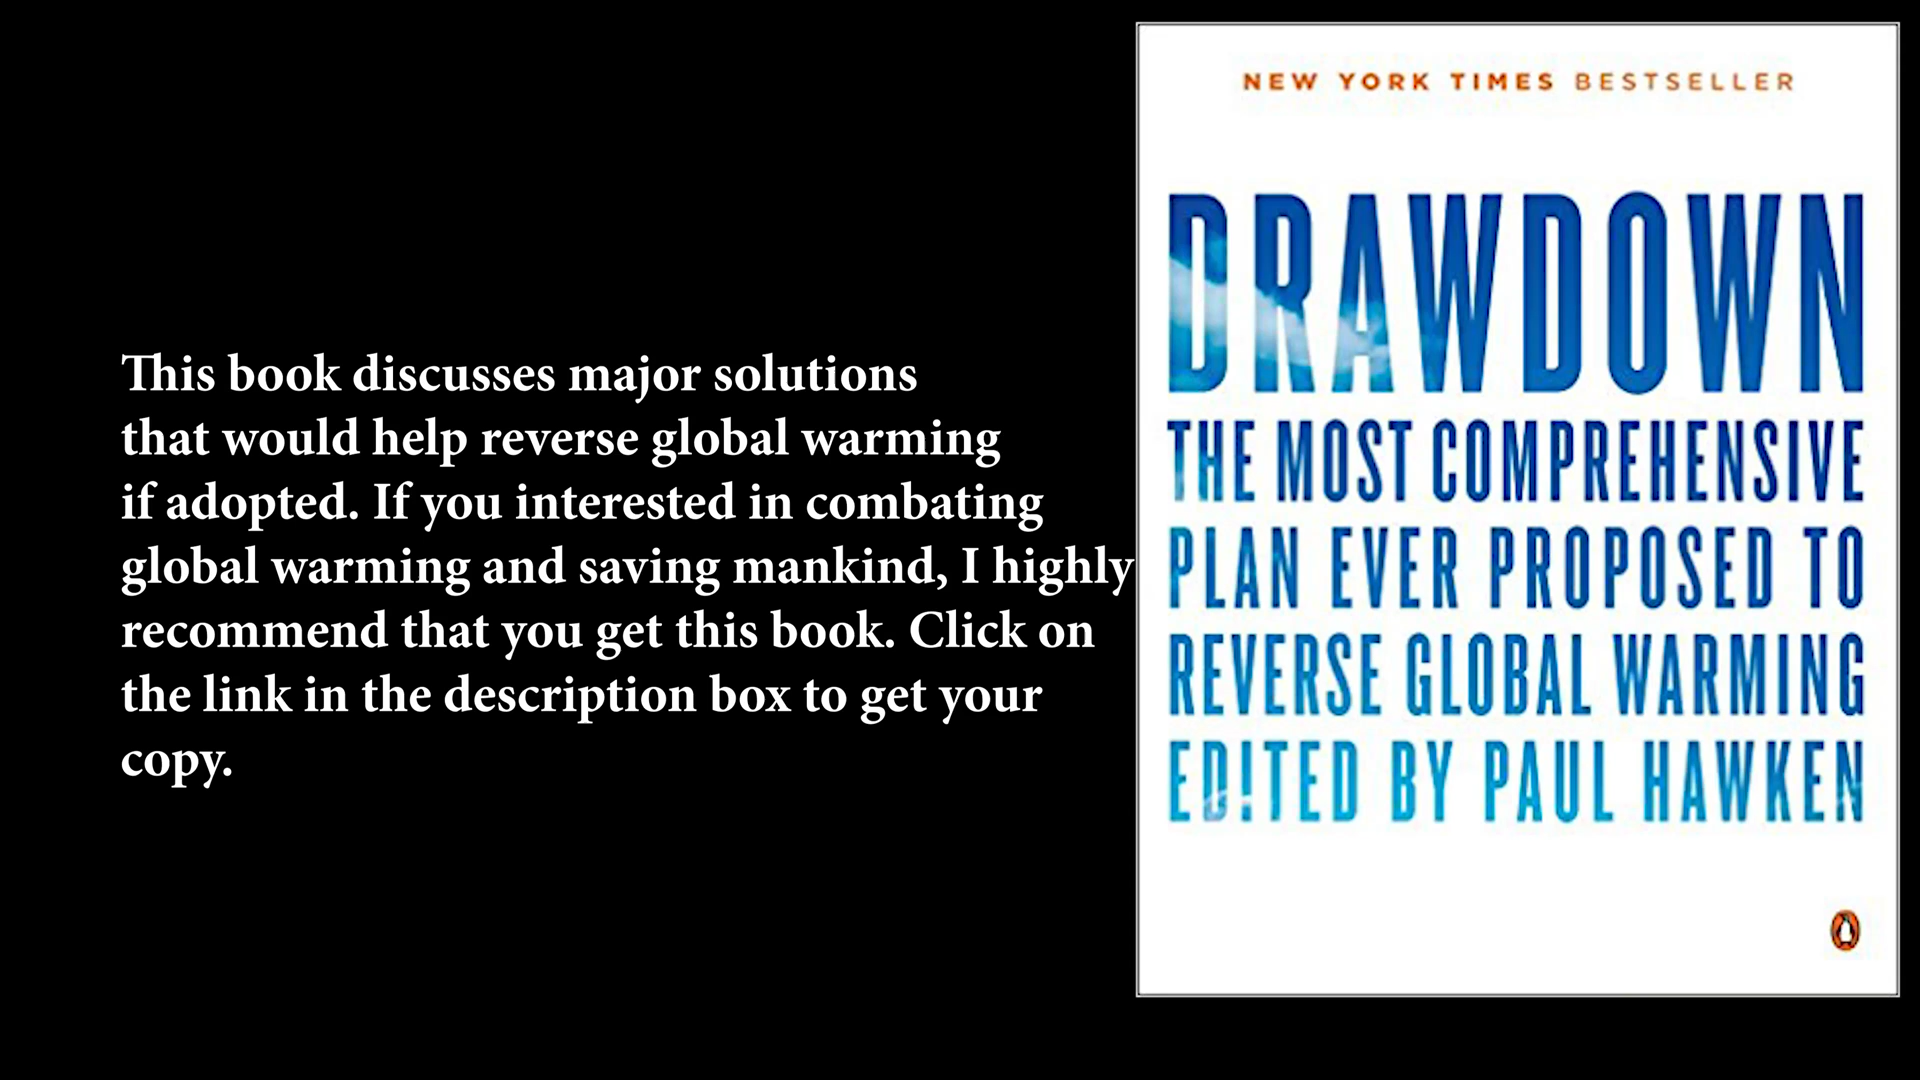 This book discusses major solutions
that would help reverse global warming
if adopted. If you interested in combating
global warming and saving mankind, I highly
recommend that you get this book. Click on
the link in the description box to get your
copy.
NEW YORK TIMES BESTSELLER
DRAWDOWN
THE MOST COMPREHENSIVE
PLAN EVER PROPOSED TO
REVERSE GLOBAL WARMING
EDITED BY PAUL HAWKEN